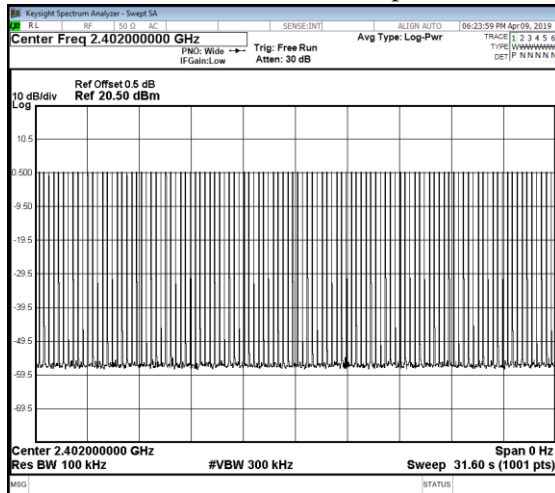 Keysight Spectrum Analyzer - Swept SA
RL RF 50 Ω AC SENSE:INT ALIGN AUTO 06:23:59 PM Apr 09, 2019
Center Freq 2.402000000 GHz
PNO: Wide
IFGain:Low
Trig: Free Run
Atten: 30 dB
Avg Type: Log-Pwr
TRACE 1 2 3 4 5 6
TYPE
DET P N N N N N
Ref Offset 0.5 dB
10 dB/div Ref 20.50 dBm
Log
10.5
0.500
-9.50
-19.5
-29.5
-39.5
-49.5
-59.5
-69.5
Center 2.402000000 GHz Span 0 Hz
Res BW 100 kHz #VBW 300 kHz Sweep 31.60 s (1001 pts)
MSG STATUS